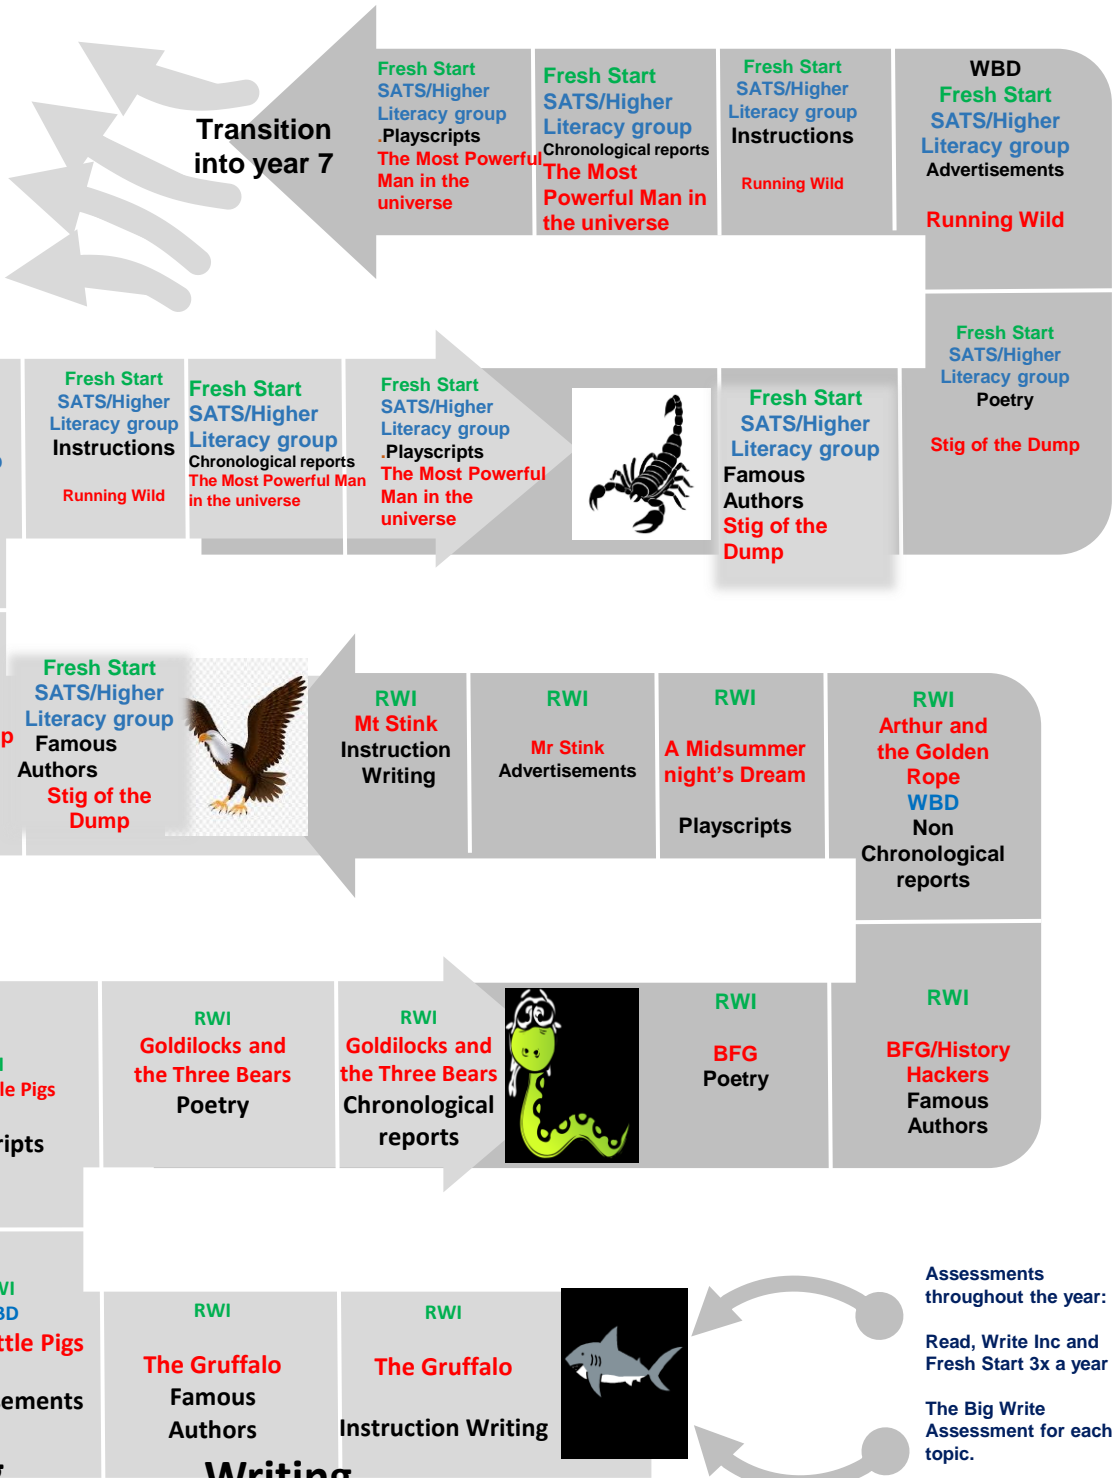 Transition
into year 7
Fresh Start
SATS/Higher
Literacy group
.Playscripts
The Most Powerful
Man in the
universe
Fresh Start
SATS/Higher
Literacy group
Chronological reports
The Most
Powerful Man in
the universe
Fresh Start
SATS/Higher
Literacy group
Instructions
Running Wild
WBD
Fresh Start
SATS/Higher
Literacy group
Advertisements
Running Wild
Fresh Start
SATS/Higher
Literacy group
Poetry
Stig of the Dump
Fresh Start
SATS/Higher
Literacy group
Instructions
Running Wild
Fresh Start
SATS/Higher
Literacy group
Chronological reports
The Most Powerful Man
in the universe
Fresh Start
SATS/Higher
Literacy group
.Playscripts
The Most Powerful
Man in the
universe
Fresh Start
SATS/Higher
Literacy group
Famous
Authors
Stig of the
Dump
p
Fresh Start
SATS/Higher
Literacy group
Famous
Authors
Stig of the
Dump
RWI
Mt Stink
Instruction
Writing
RWI
Mr Stink
Advertisements
RWI
A Midsummer
night's Dream
Playscripts
RWI
Arthur and
the Golden
Rope
WBD
Non
Chronological
reports
le Pigs
ripts
RWI
Goldilocks and
the Three Bears
Poetry
RWI
Goldilocks and
the Three Bears
Chronological
reports
RWI
BFG
Poetry
RWI
BFG/History
Hackers
Famous
Authors
WI
BD
ttle Pigs
sements
RWI
The Gruffalo
Famous
Authors
RWI
The Gruffalo
Instruction Writing
Writing
Assessments
throughout the year:
Read, Write Inc and
Fresh Start 3x a year
The Big Write
Assessment for each
topic.